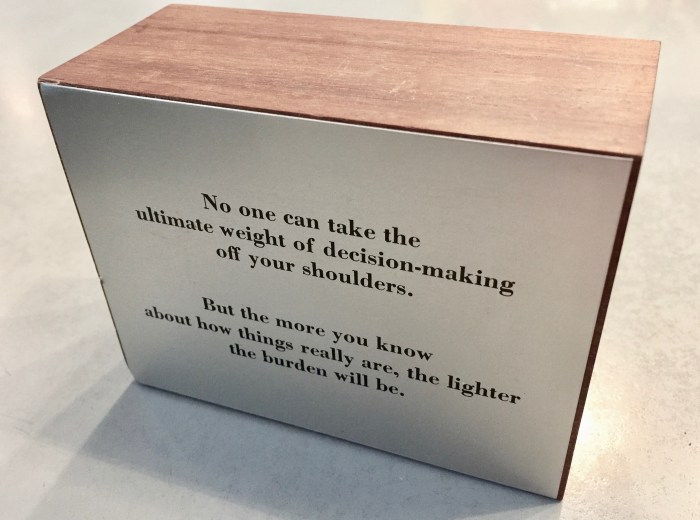 No one can take the
ultimate weight of decision-making
off your shoulders.
But the more you know
about how things really are, the lighter
the burden will be.